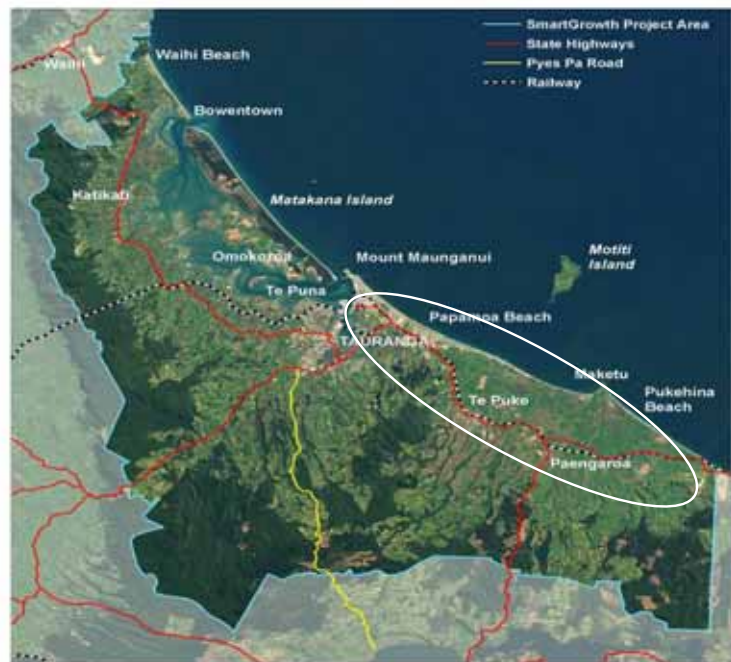 SmartGrowth Project Area
State Highways
Pyes Pa Road
Railway
Waihi Beach
Waihi
Bowentown
Katikati
Matakana Island
Omokoroa
Mount Maunganui
Motiti
Island
Te Puna
Papamoa Beach
TAURANGA
Maketu
Pukehina
Beach
Te Puke
Paengaroa